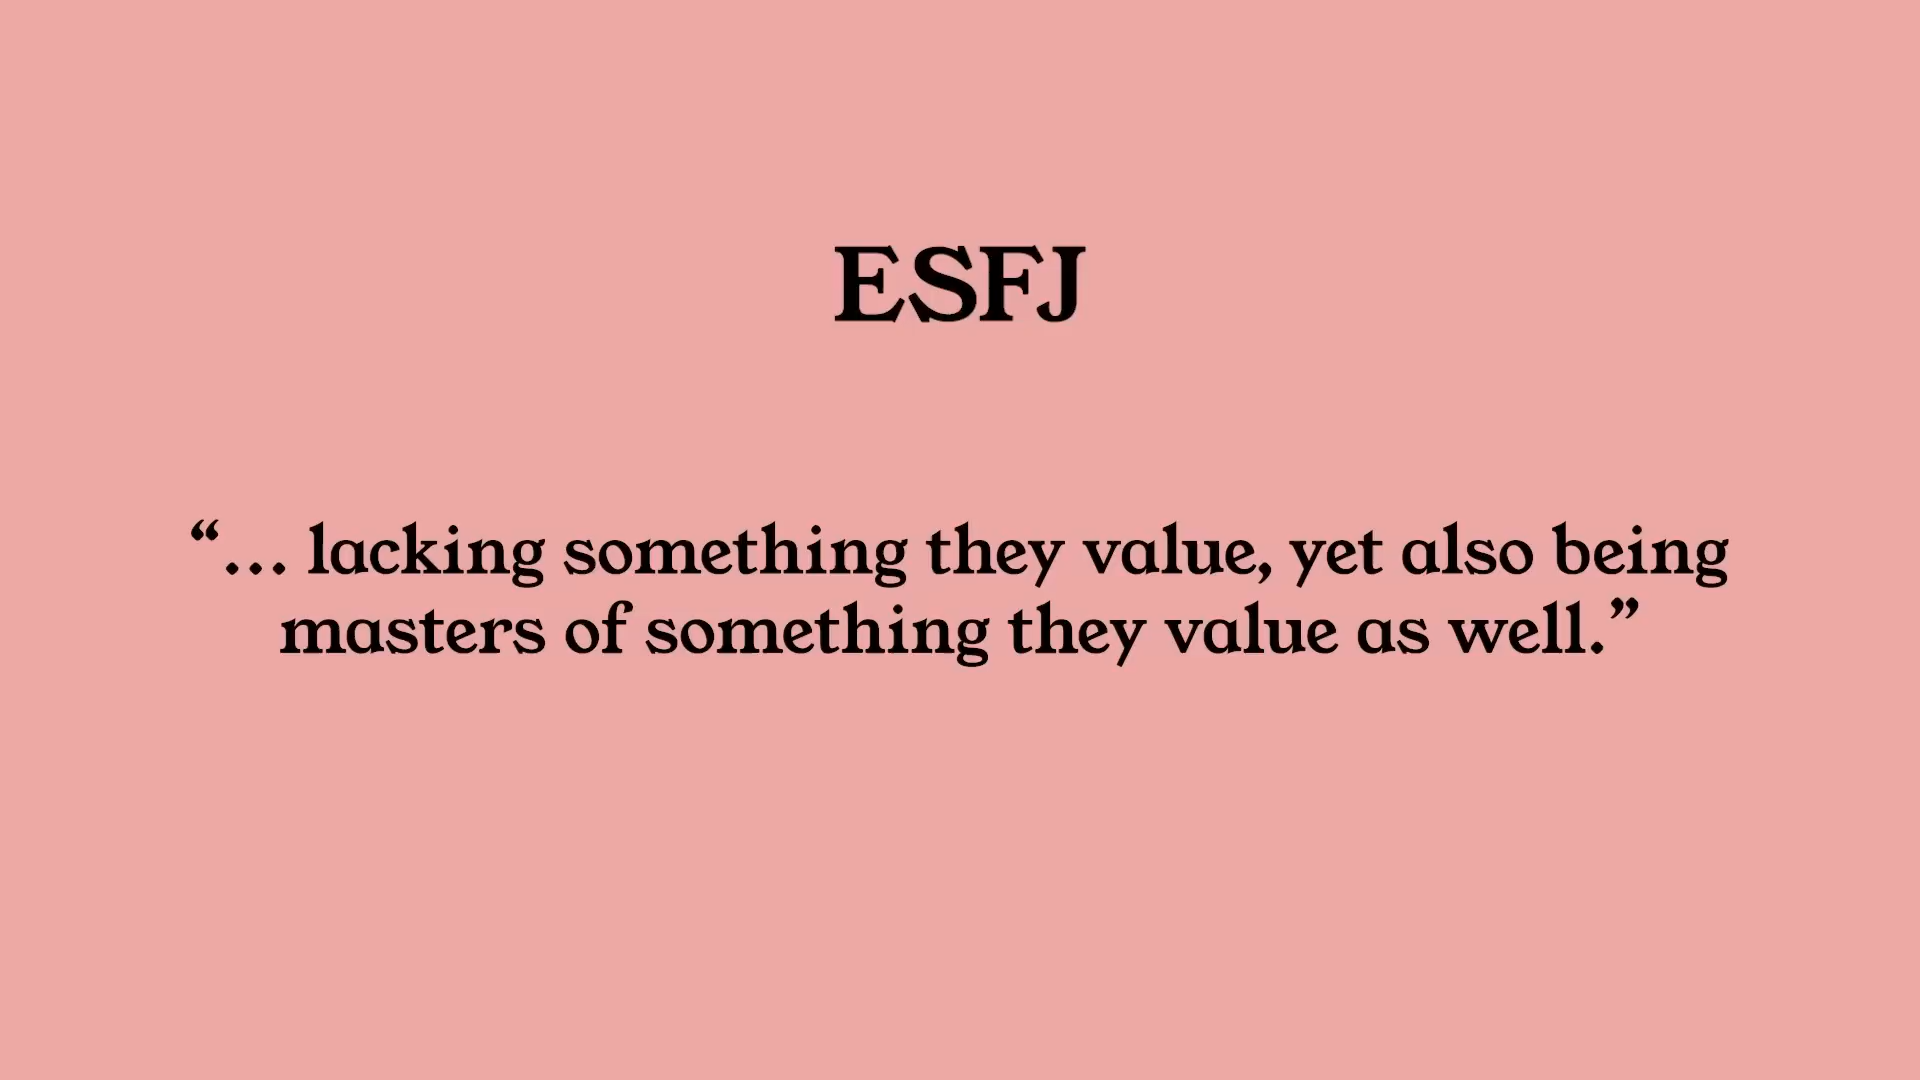 ESFJ
“… lacking something they value, yet also being
masters of something they value as well.”